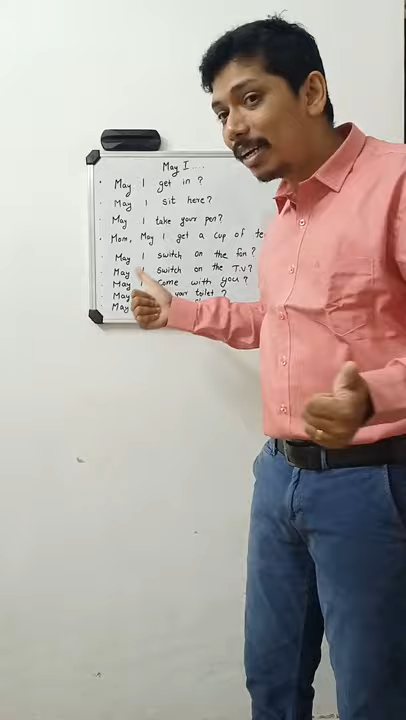 May I ....
May I get in ?
May I sit here?
May I take your pen?
Mom, May I get a cup of te
May I switch on the fan ?
May switch on the T.V ?
May come with you ?
May your toilet ?
May